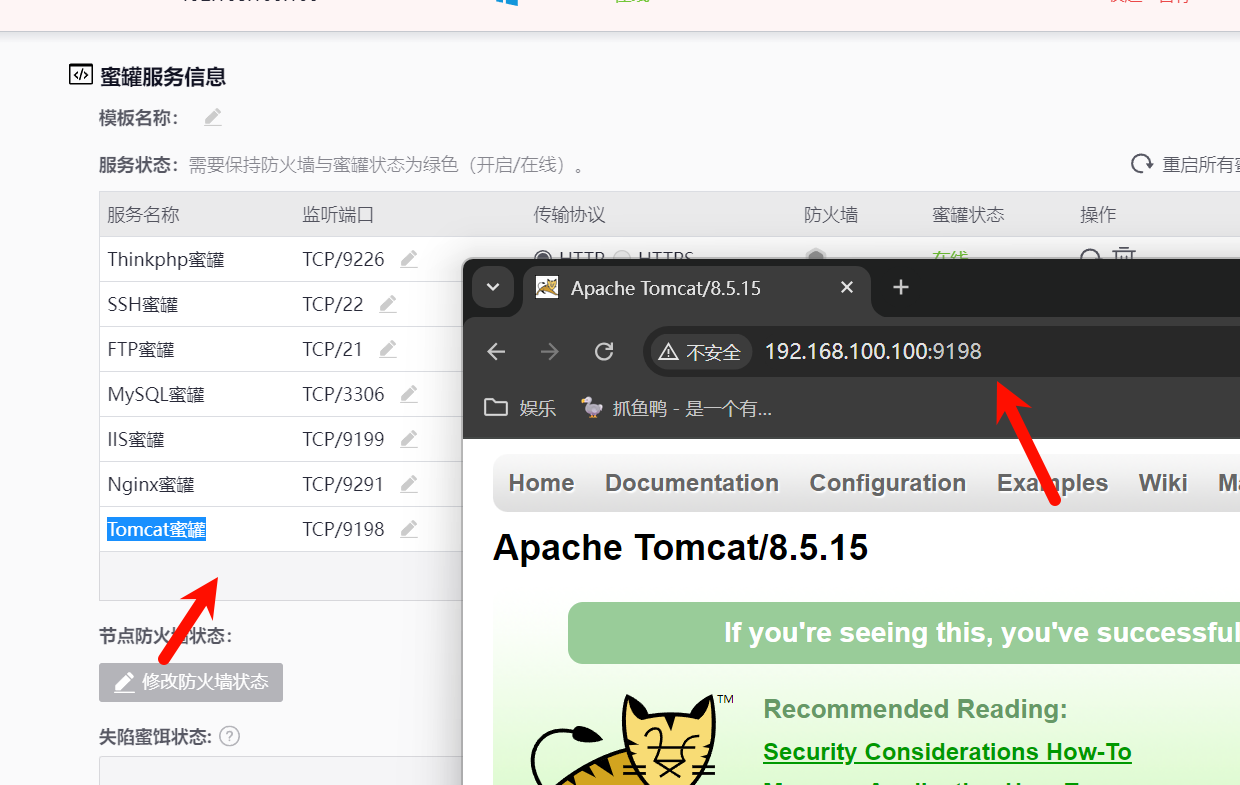 蜜罐服务信息
模板名称:
服务状态: 需要保持防火墙与蜜罐状态为绿色（开启/在线）。
重启所有
服务名称 监听端口 传输协议 防火墙 蜜罐状态 操作
Thinkphp蜜罐 TCP/9226 HTTP HTTPS 在线
SSH蜜罐 TCP/22
FTP蜜罐 TCP/21
MySQL蜜罐 TCP/3306
IIS蜜罐 TCP/9199
Nginx蜜罐 TCP/9291
Tomcat蜜罐 TCP/9198
节点防火墙状态:
修改防火墙状态
失陷蜜饵状态: ?
Apache Tomcat/8.5.15
不安全 192.168.100.100:9198
娱乐 抓鱼鸭 - 是一个有...
Home Documentation Configuration Examples Wiki Ma
Apache Tomcat/8.5.15
If you're seeing this, you've successful
TM
Recommended Reading:
Security Considerations How-To